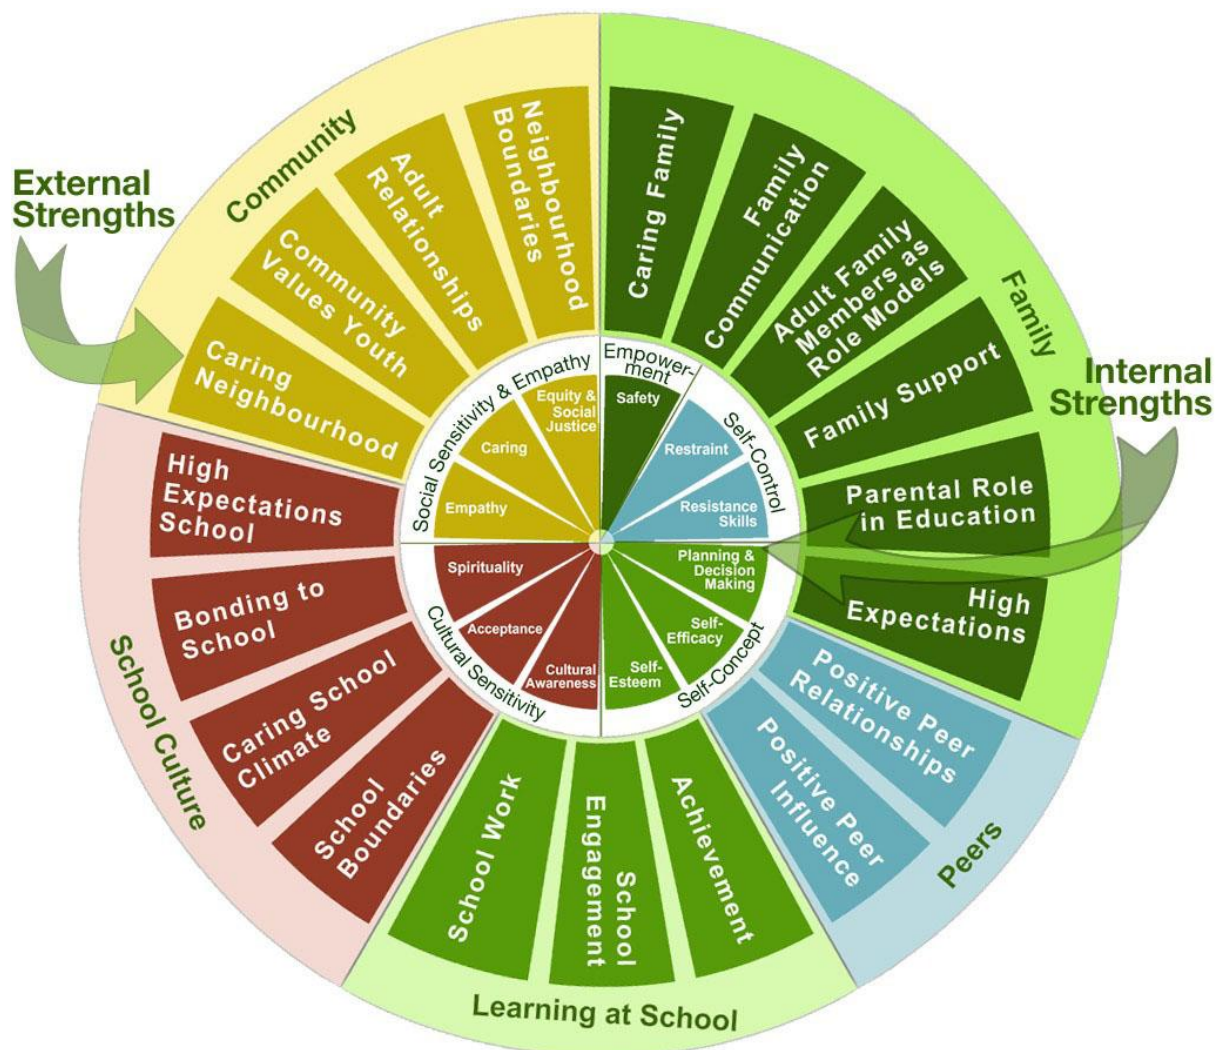 External
Strengths
Community
Caring
Neighbourhood
Community
Values Youth
Adult
Relationships
Neighbourhood
Boundaries
Family
Caring Family
Family
Communication
Adult Family
Members as
Role Models
Family Support
Parental Role
in Education
High
Expectations
Internal
Strengths
Peers
Positive Peer
Relationships
Positive Peer
Influence
Learning at School
Achievement
School
Engagement
School Work
School Culture
School
Boundaries
Caring School
Climate
Bonding to
School
High
Expectations
School
Social Sensitivity & Empathy
Empathy
Caring
Equity &
Social
Justice
Empower-
ment
Safety
Self-Control
Restraint
Resistance
Skills
Self-Concept
Planning &
Decision
Making
Self-
Efficacy
Self-
Esteem
Cultural Sensitivity
Cultural
Awareness
Acceptance
Spirituality